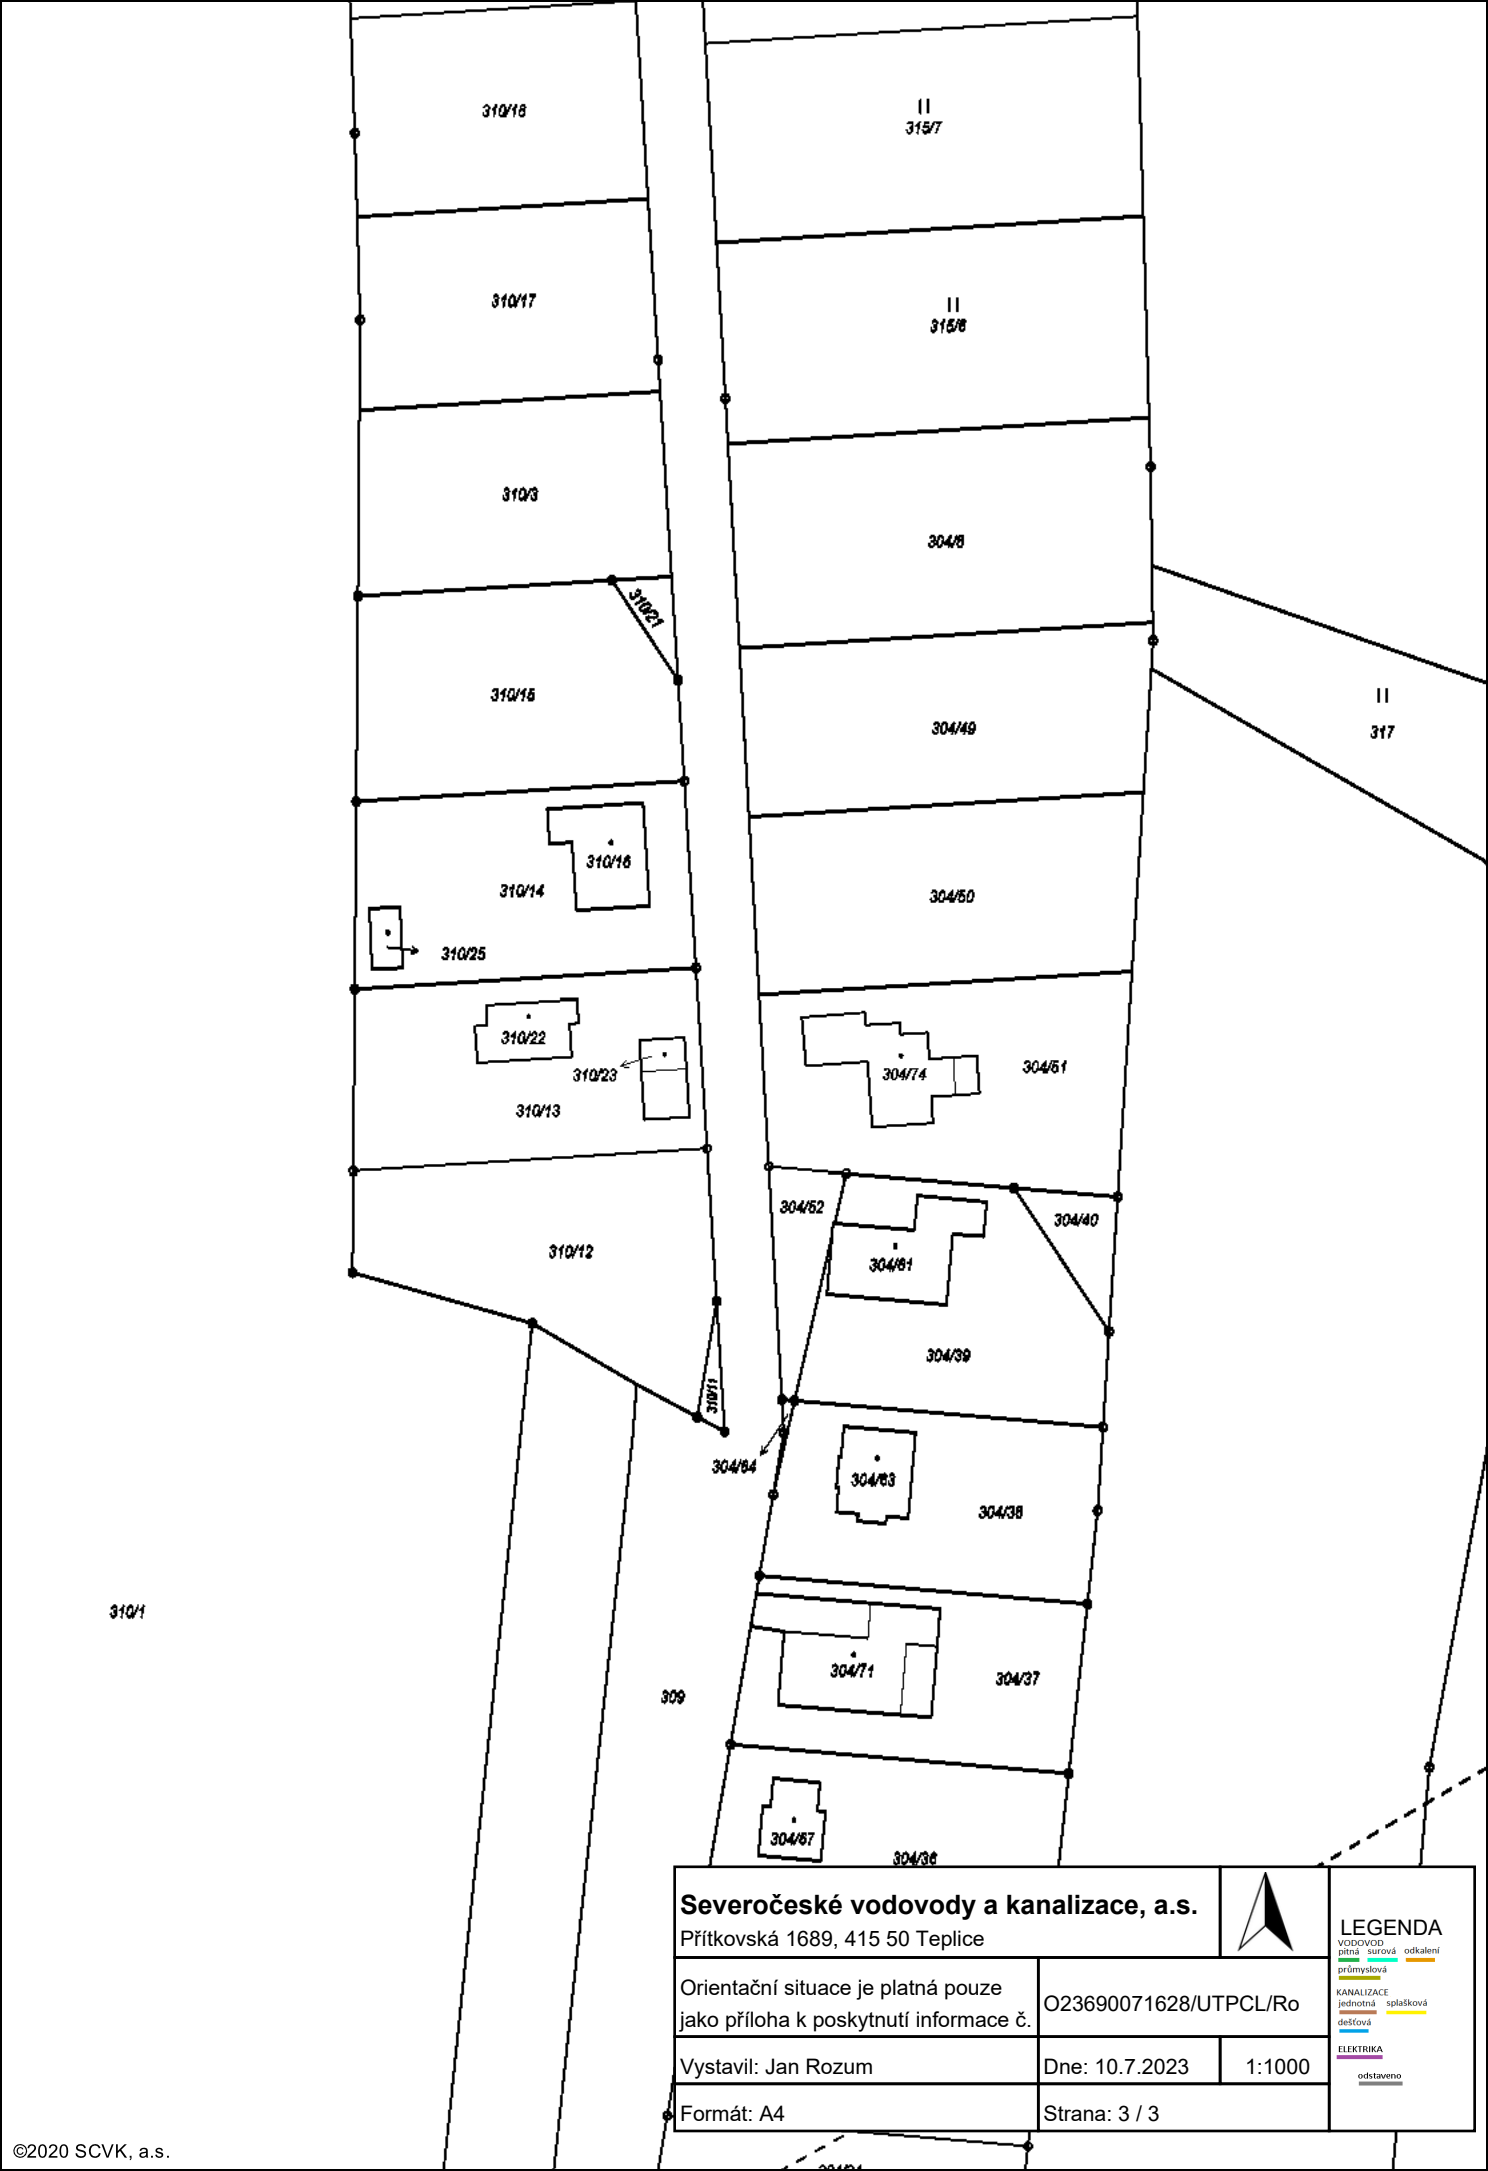 310/18
315/7
310/17
315/6
310/3
304/8
310/21
310/15
304/49
317
310/16
310/14
304/50
310/25
310/22
310/23
304/74
304/51
310/13
304/52
304/40
310/12
304/61
304/39
310/11
304/64
304/63
304/38
310/1
304/71
304/37
309
304/67
304/36
Severočeské vodovody a kanalizace, a.s.
Přítkovská 1689, 415 50 Teplice
Orientační situace je platná pouze
jako příloha k poskytnutí informace č.
O23690071628/UTPCL/Ro
Vystavil: Jan Rozum
Dne: 10.7.2023
1:1000
Formát: A4
Strana: 3 / 3
LEGENDA
VODOVOD
pitná surová odkalení
průmyslová
KANALIZACE
jednotná splašková
dešťová
ELEKTRIKA
odstaveno
©2020 SCVK, a.s.